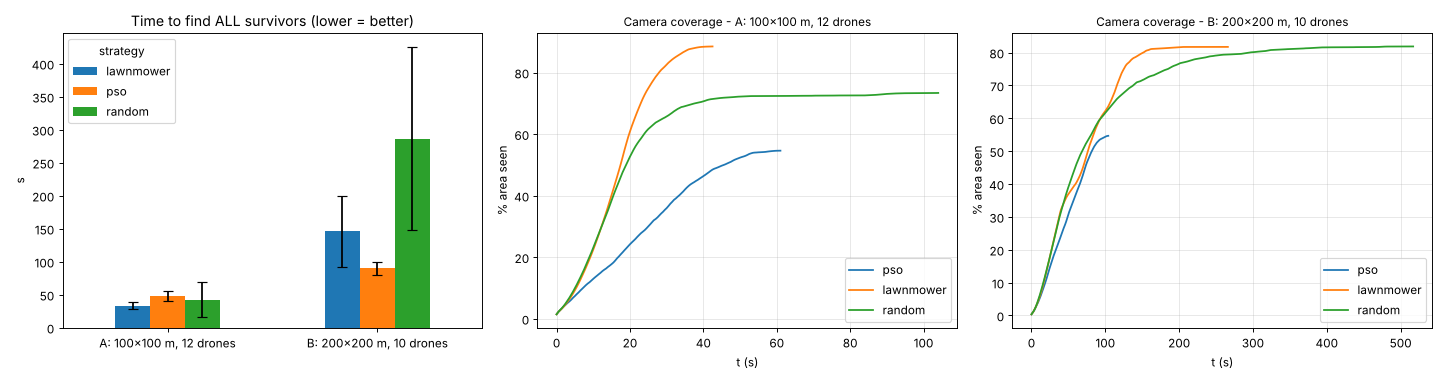 Time to find ALL survivors (lower = better)
s
400
350
300
250
200
150
100
50
0
strategy
lawnmower
pso
random
A: 100×100 m, 12 drones
B: 200×200 m, 10 drones
Camera coverage - A: 100×100 m, 12 drones
% area seen
80
60
40
20
0
pso
lawnmower
random
0
20
40
60
80
100
t (s)
Camera coverage - B: 200×200 m, 10 drones
% area seen
80
70
60
50
40
30
20
10
0
pso
lawnmower
random
0
100
200
300
400
500
t (s)